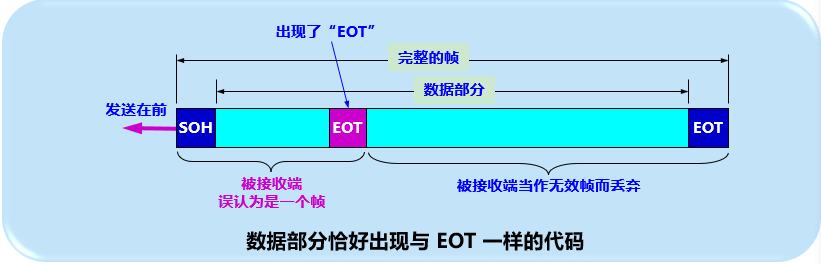 出现了“EOT”
完整的帧
数据部分
发送在前
SOH
EOT
EOT
被接收端
误认为是一个帧
被接收端当作无效帧而丢弃
数据部分恰好出现与 EOT 一样的代码